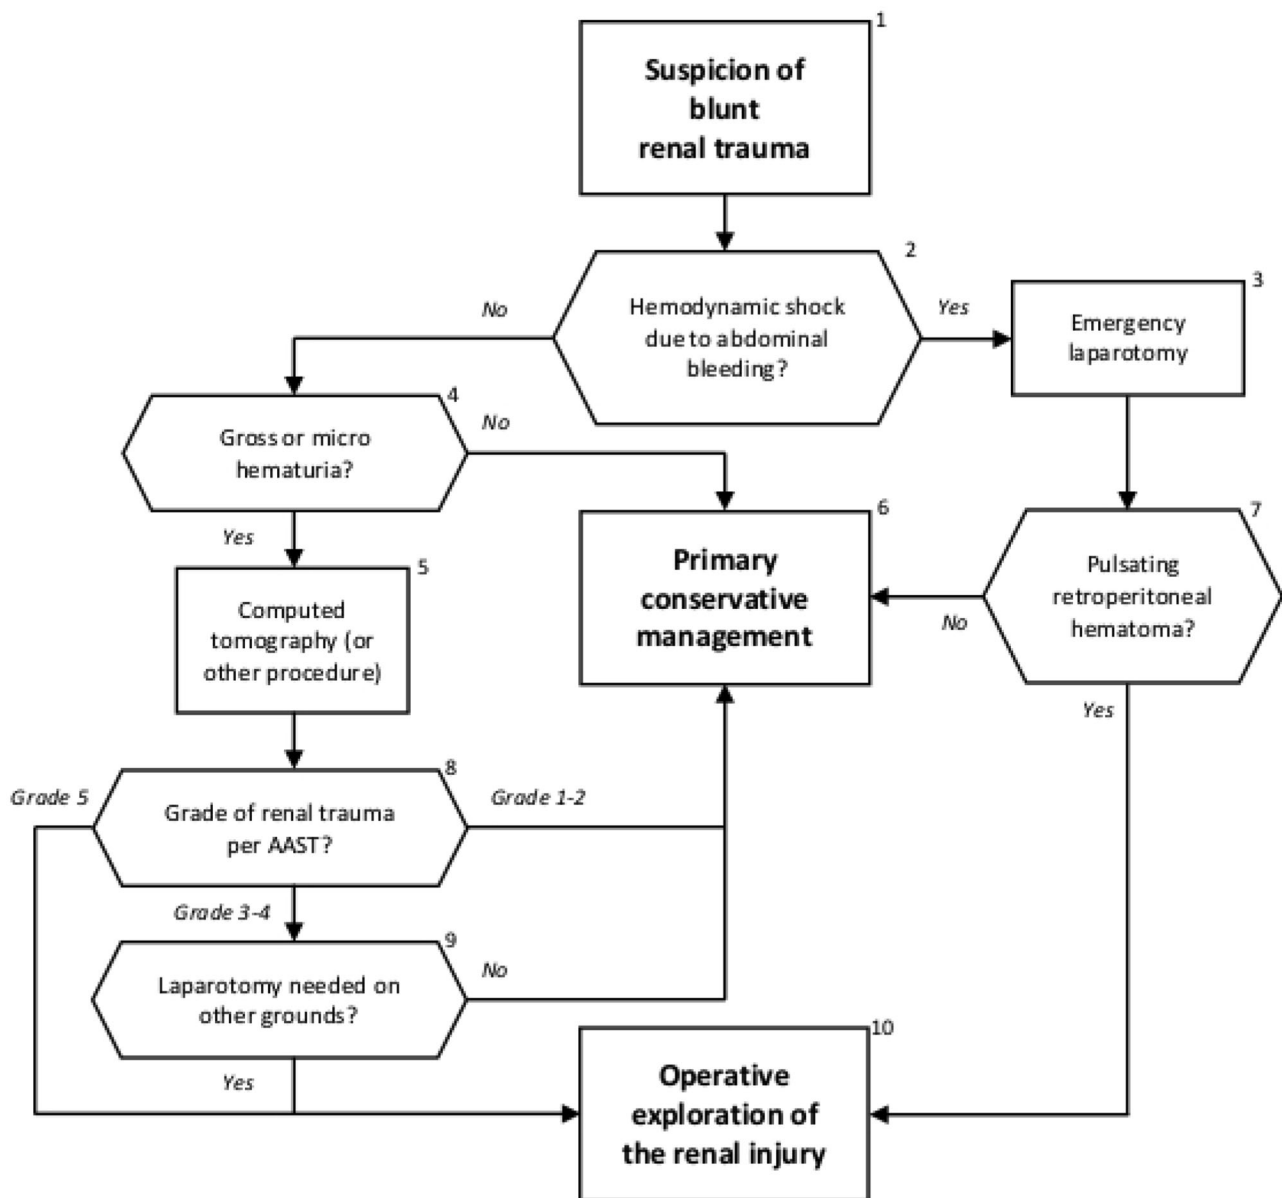 1
Suspicion of
blunt
renal trauma
2
Hemodynamic shock
due to abdominal
bleeding?
No
Yes
3
Emergency
laparotomy
4
Gross or micro
hematuria?
No
Yes
5
Computed
tomography (or
other procedure)
6
Primary
conservative
management
7
Pulsating
retroperitoneal
hematoma?
No
Yes
8
Grade of renal trauma
per AAST?
Grade 5
Grade 1-2
Grade 3-4
9
Laparotomy needed on
other grounds?
No
Yes
10
Operative
exploration of
the renal injury